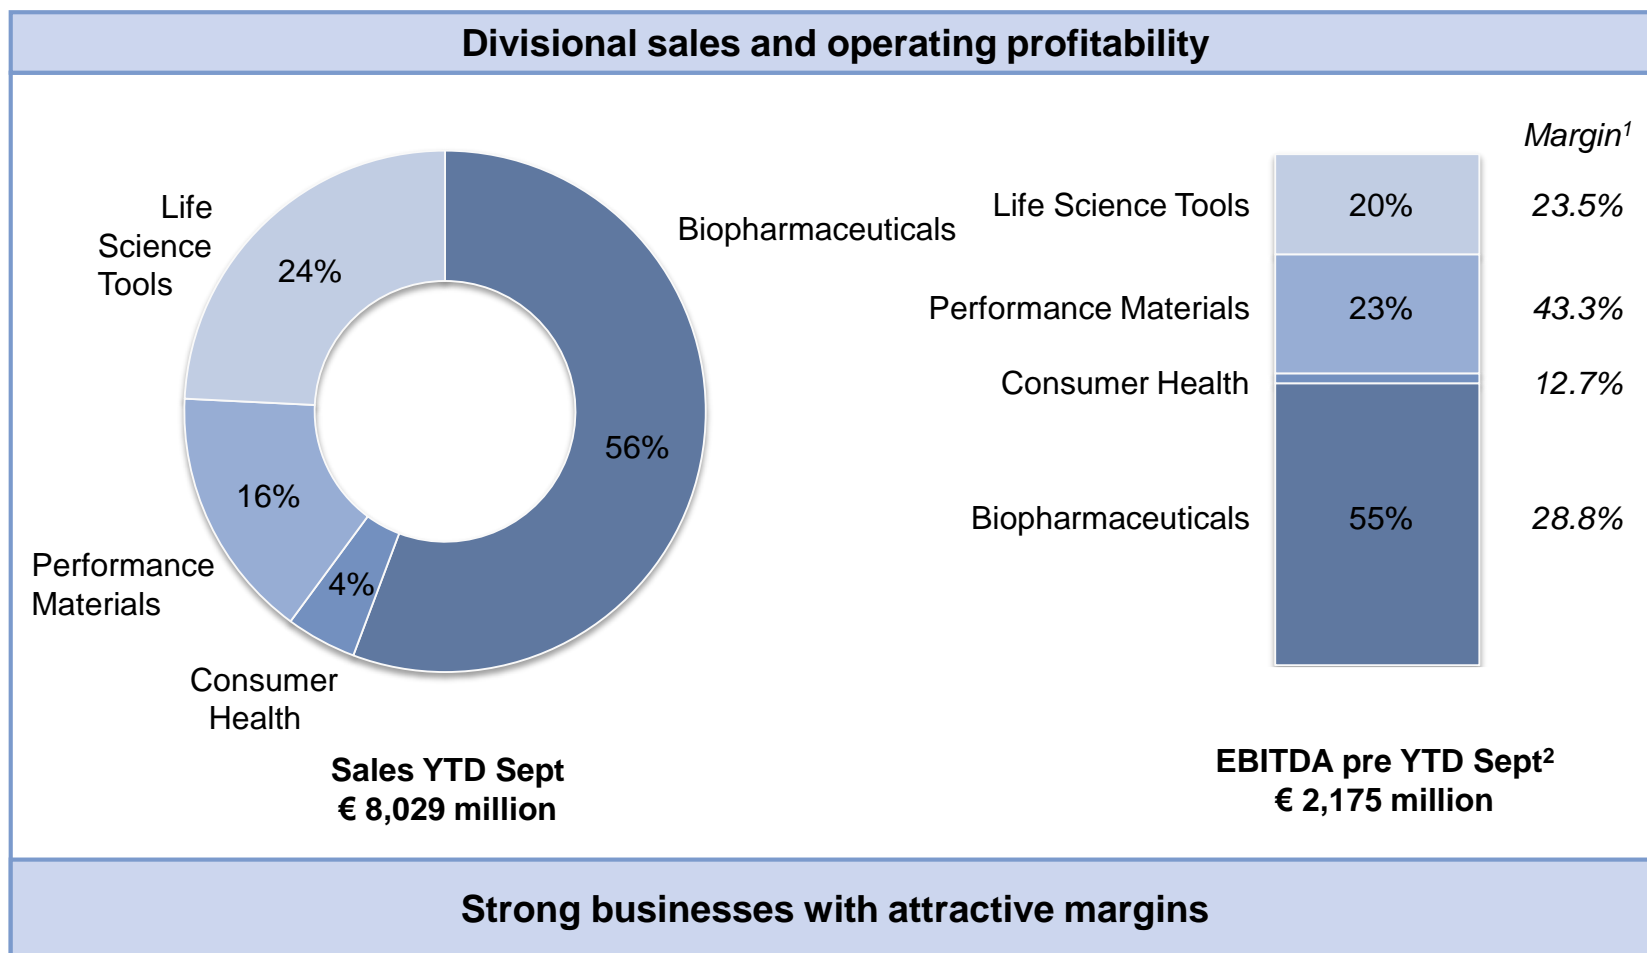 Divisional sales and operating profitability
Life
Science
Tools
24%
Biopharmaceuticals
56%
16%
Performance
Materials
4%
Consumer
Health
Sales YTD Sept
€ 8,029 million
Margin¹
Life Science Tools 20% 23.5%
Performance Materials 23% 43.3%
Consumer Health 12.7%
Biopharmaceuticals 55% 28.8%
EBITDA pre YTD Sept²
€ 2,175 million
Strong businesses with attractive margins